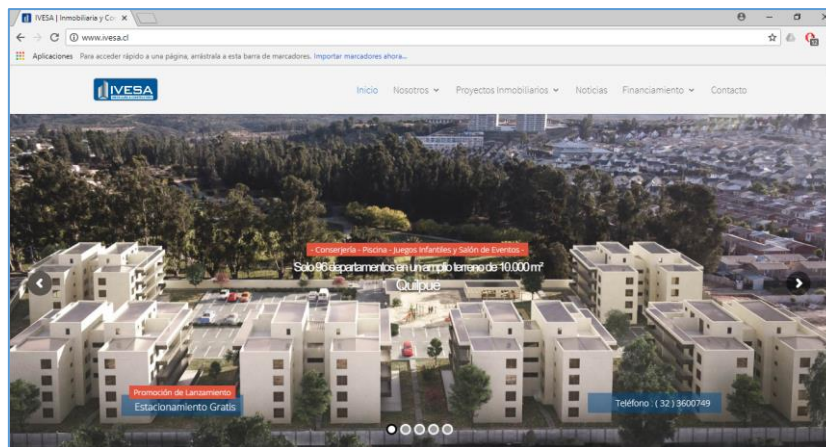 IVESA | Inmobiliaria y Co
www.ivesa.cl
Aplicaciones Para acceder rápido a una página, arrástrala a esta barra de marcadores. Importar marcadores ahora...
IVESA
Inicio Nosotros Proyectos Inmobiliarios Noticias Financiamiento Contacto
- Conserjería - Piscina - Juegos Infantiles y Salón de Eventos -
Solo 96 departamentos en un amplio terreno de 10.000 m²
Quilpué
Promoción de Lanzamiento
Estacionamiento Gratis
Teléfono : ( 32 ) 3600749